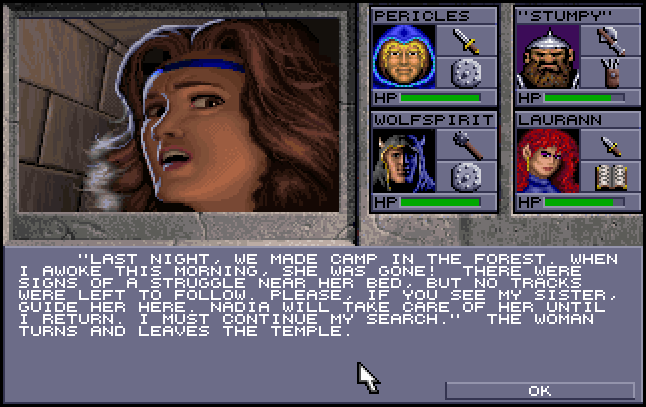 PERICLES
"STUMPY"
HP
HP
WOLFSPIRIT
LAURANN
HP
HP
"LAST NIGHT, WE MADE CAMP IN THE FOREST. WHEN
I AWOKE THIS MORNING, SHE WAS GONE! THERE WERE
SIGNS OF A STRUGGLE NEAR HER BED, BUT NO TRACKS
WERE LEFT TO FOLLOW. PLEASE, IF YOU SEE MY SISTER,
GUIDE HER HERE. NADIA WILL TAKE CARE OF HER UNTIL
I RETURN. I MUST CONTINUE MY SEARCH." THE WOMAN
TURNS AND LEAVES THE TEMPLE.
OK